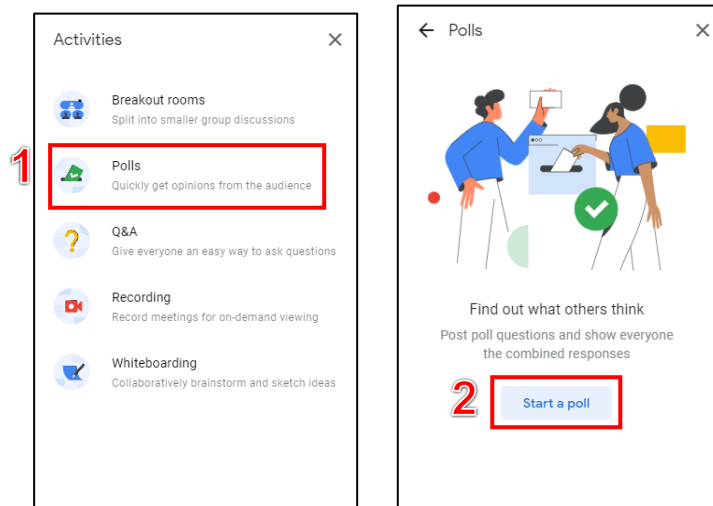 Activities
Breakout rooms
Split into smaller group discussions
1
Polls
Quickly get opinions from the audience
Q&A
Give everyone an easy way to ask questions
Recording
Record meetings for on-demand viewing
Whiteboarding
Collaboratively brainstorm and sketch ideas
Polls
Find out what others think
Post poll questions and show everyone
the combined responses
2
Start a poll